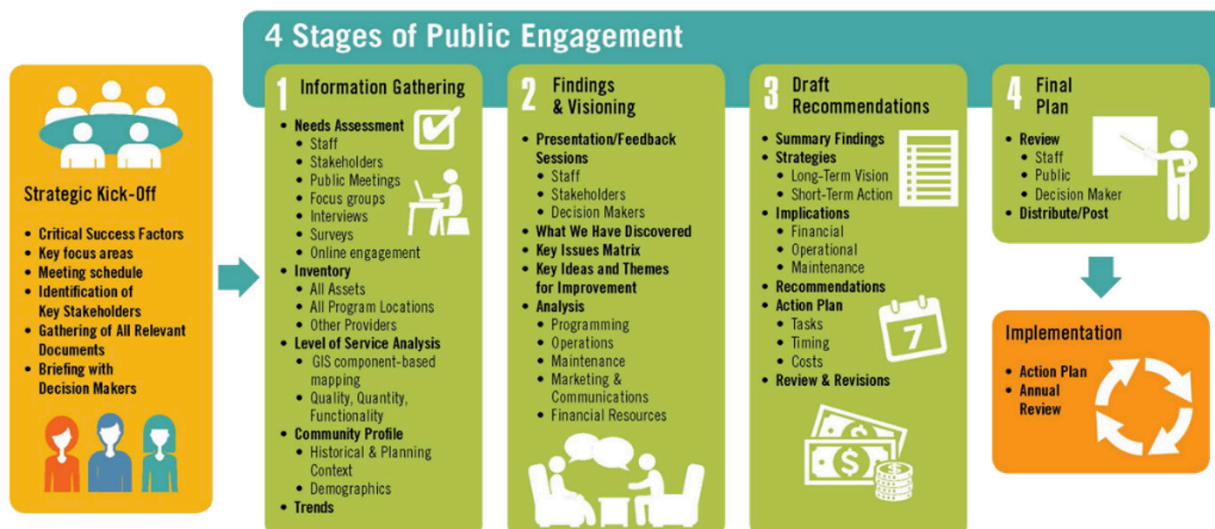 4 Stages of Public Engagement
Strategic Kick-Off
• Critical Success Factors
• Key focus areas
• Meeting schedule
• Identification of
Key Stakeholders
• Gathering of All Relevant
Documents
• Briefing with
Decision Makers
1 Information Gathering
• Needs Assessment
• Staff
• Stakeholders
• Public Meetings
• Focus groups
• Interviews
• Surveys
• Online engagement
• Inventory
• All Assets
• All Program Locations
• Other Providers
• Level of Service Analysis
• GIS component-based
mapping
• Quality, Quantity,
Functionality
• Community Profile
• Historical & Planning
Context
• Demographics
• Trends
2 Findings
& Visioning
• Presentation/Feedback
Sessions
• Staff
• Stakeholders
• Decision Makers
• What We Have Discovered
• Key Issues Matrix
• Key Ideas and Themes
for Improvement
• Analysis
• Programming
• Operations
• Maintenance
• Marketing &
Communications
• Financial Resources
3 Draft
Recommendations
• Summary Findings
• Strategies
• Long-Term Vision
• Short-Term Action
• Implications
• Financial
• Operational
• Maintenance
• Recommendations
• Action Plan
• Tasks
• Timing
• Costs
• Review & Revisions
7
$
$
4 Final
Plan
• Review
• Staff
• Public
• Decision Maker
• Distribute/Post
Implementation
• Action Plan
• Annual
Review